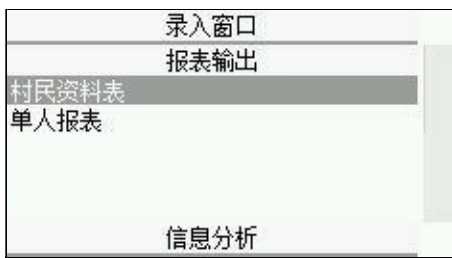 录入窗口
报表输出
村民资料表
单人报表
信息分析